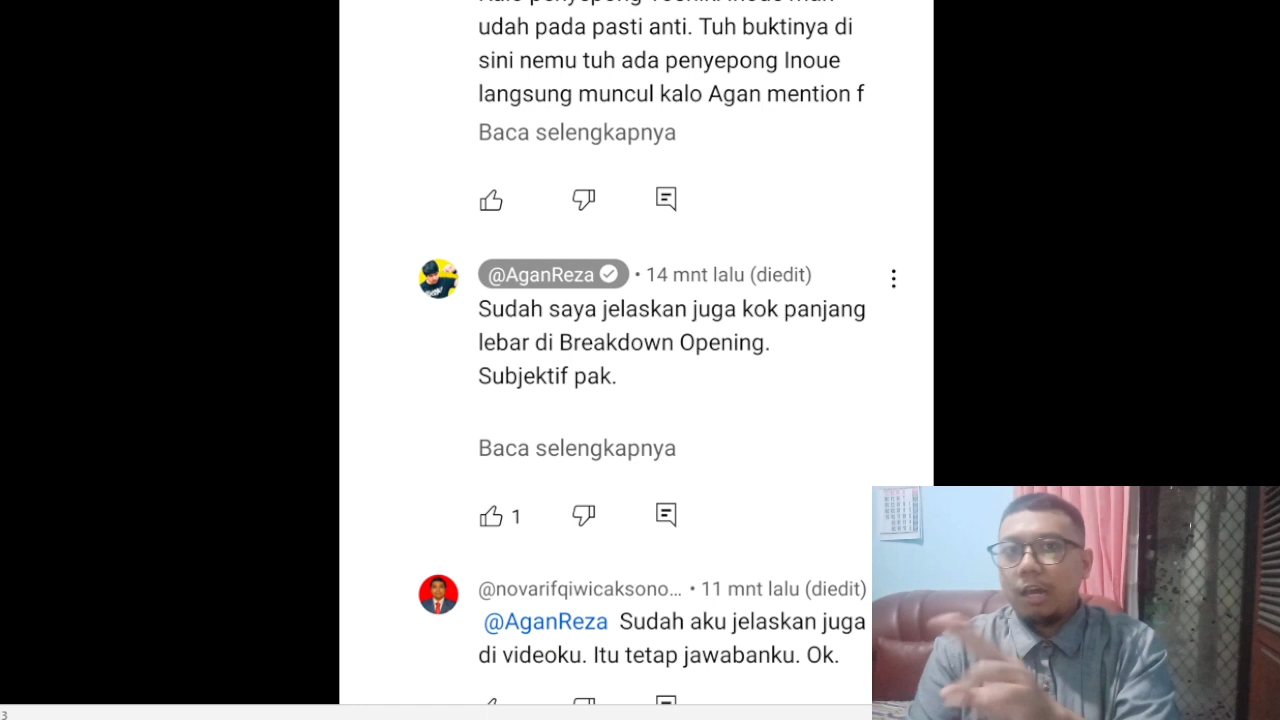 udah pada pasti anti. Tuh buktinya di
sini nemu tuh ada penyepong Inoue
langsung muncul kalo Agan mention f
Baca selengkapnya
@AganReza • 14 mnt lalu (diedit)
Sudah saya jelaskan juga kok panjang
lebar di Breakdown Opening.
Subjektif pak.
Baca selengkapnya
1
@novarifqiwicaksono... • 11 mnt lalu (diedit)
@AganReza Sudah aku jelaskan juga
di videoku. Itu tetap jawabanku. Ok.
3